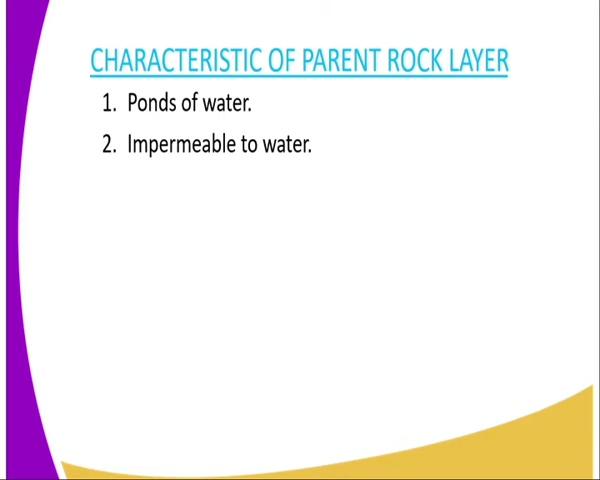 CHARACTERISTIC OF PARENT ROCK LAYER
1. Ponds of water.
2. Impermeable to water.